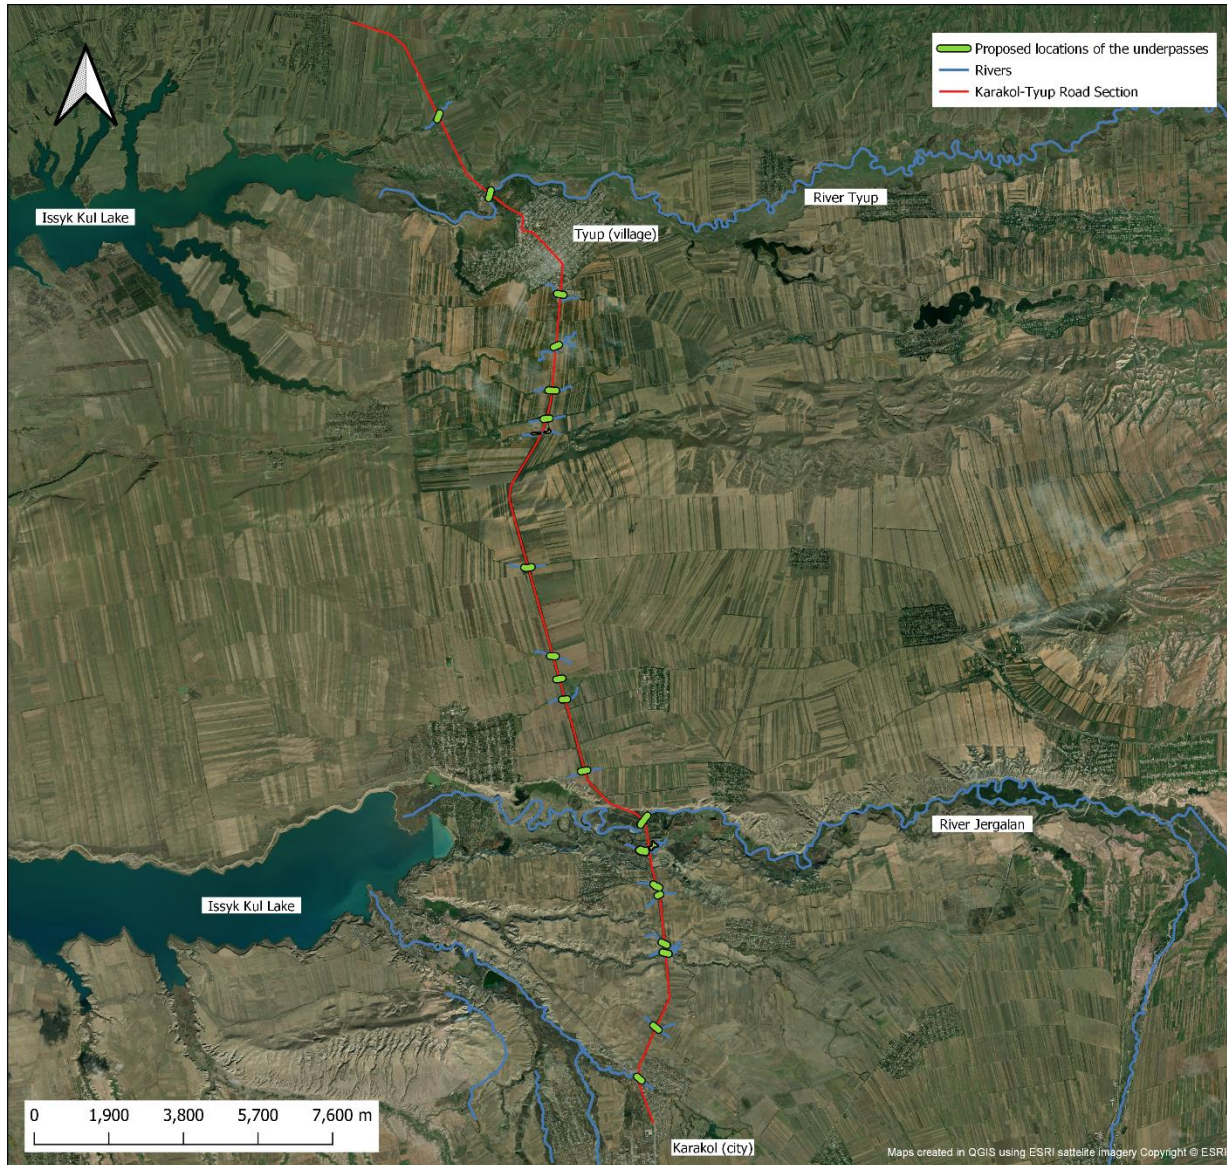 Proposed locations of the underpasses
Rivers
Karakol-Tyup Road Section
River Tyup
Issyk Kul Lake
Tyup (village)
River Jergalan
Issyk Kul Lake
0 1,900 3,800 5,700 7,600 m
Karakol (city)
Maps created in QGIS using ESRI sattelite imagery Copyright © ESRI